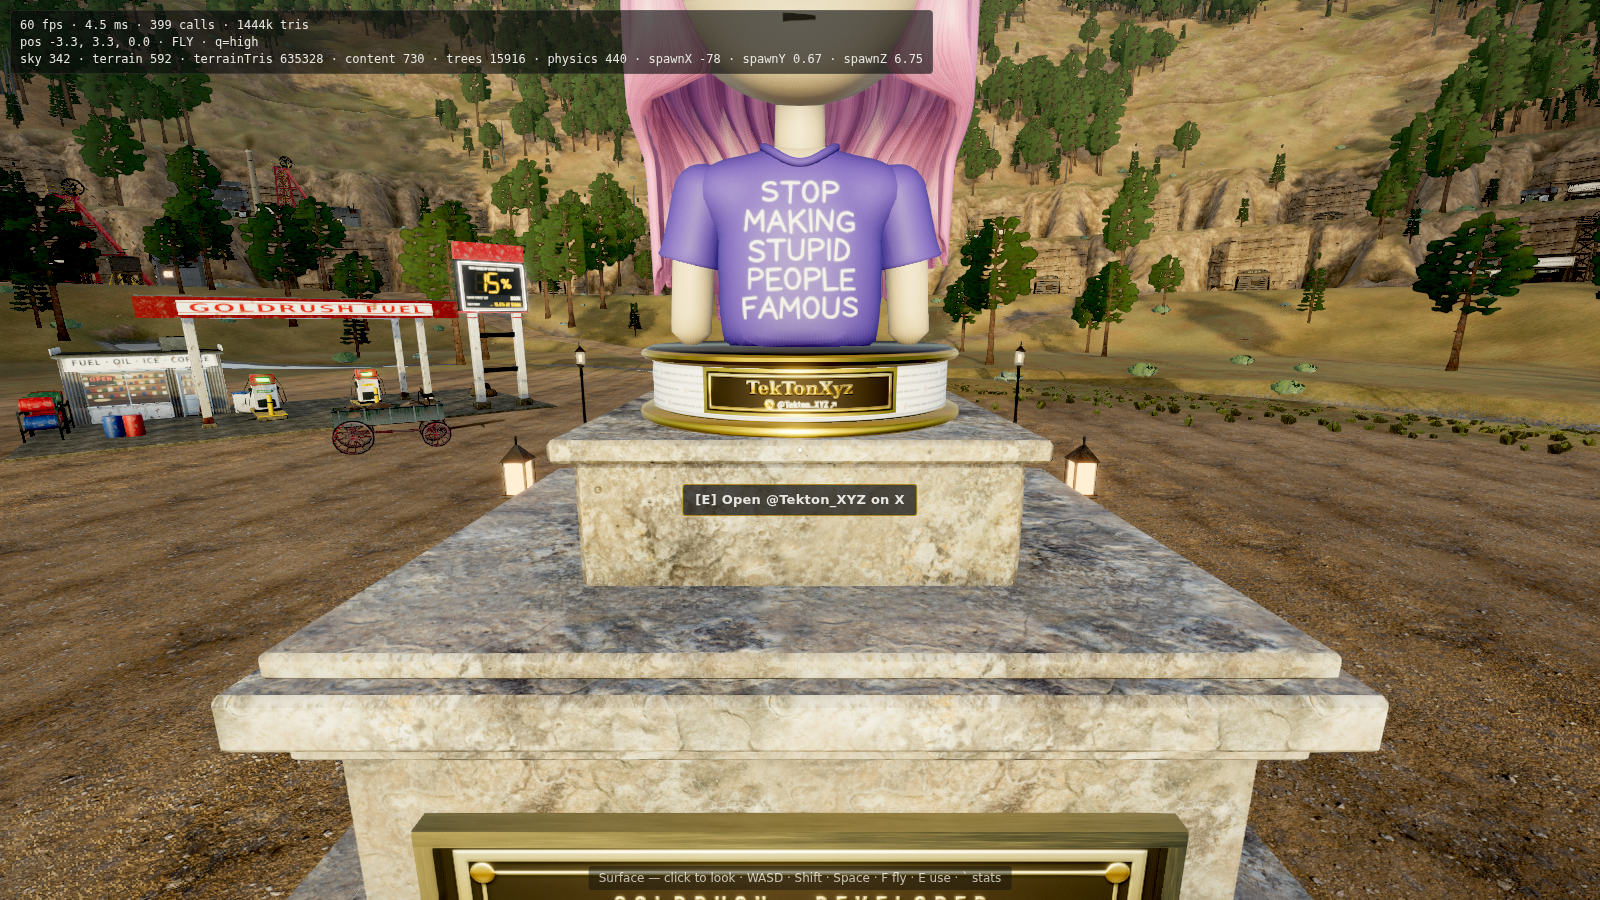 60 fps · 4.5 ms · 399 calls · 1444k tris
pos -3.3, 3.3, 0.0 · FLY · q=high
sky 342 · terrain 592 · terrainTris 635328 · content 730 · trees 15916 · physics 440 · spawnX -78 · spawnY 0.67 · spawnZ 6.75
STOP
MAKING
STUPID
PEOPLE
FAMOUS
15%
GOLDRUSH FUEL
FUEL · OIL · ICE · COFFEE
OPEN
TekTonXyz
@Tekton_XYZ ↗
[E] Open @Tekton_XYZ on X
Surface — click to look · WASD · Shift · Space · F fly · E use · ` stats